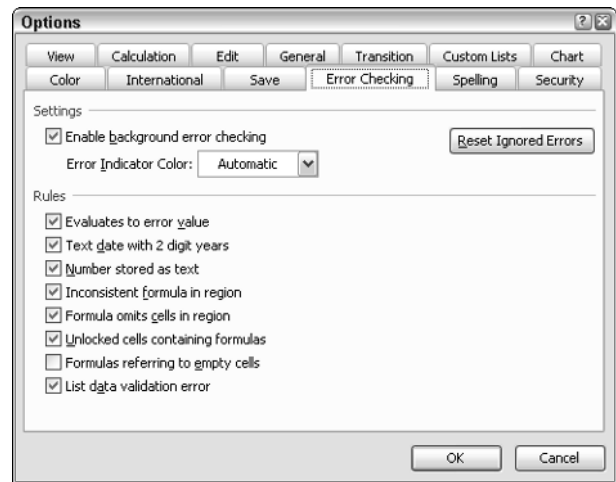 Options
View Calculation Edit General Transition Custom Lists Chart
Color International Save Error Checking Spelling Security
Settings
Enable background error checking
Reset Ignored Errors
Error Indicator Color: Automatic
Rules
Evaluates to error value
Text date with 2 digit years
Number stored as text
Inconsistent formula in region
Formula omits cells in region
Unlocked cells containing formulas
Formulas referring to empty cells
List data validation error
OK Cancel